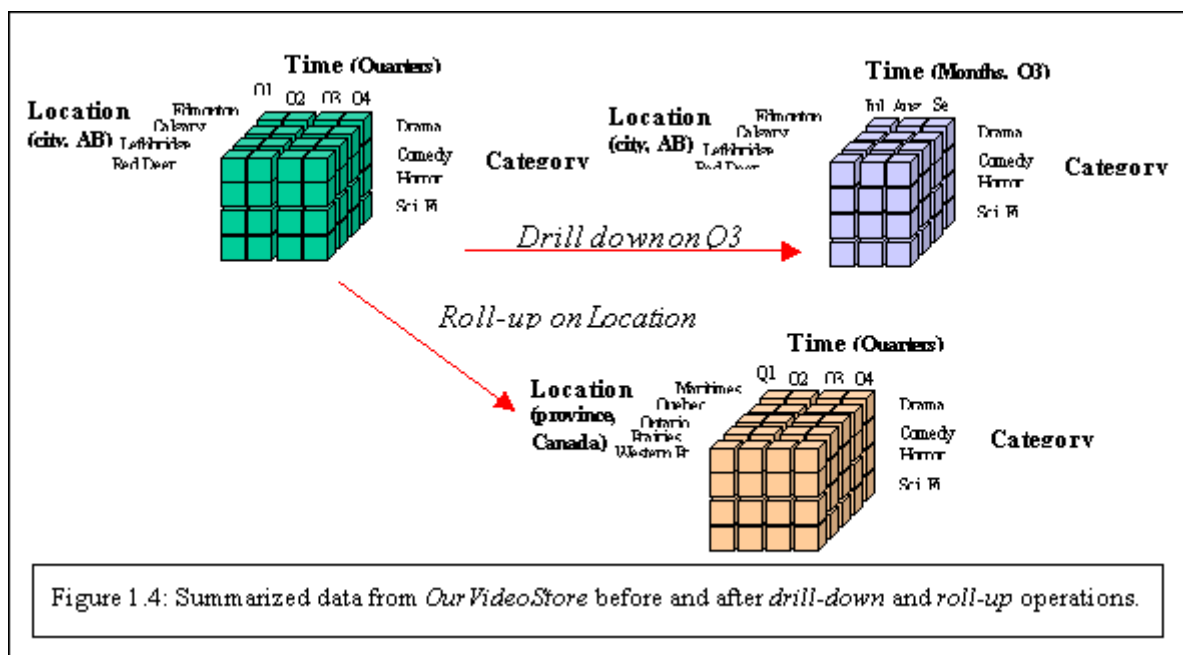 Time (Quarters)
Q1 Q2 Q3 Q4
Location
(city, AB)
Edmonton
Calgary
Lethbridge
Red Deer
Drama
Comedy
Horror
Sci. Fi.
Category
Time (Months, Q3)
Jul Aug Se
Location
(city, AB)
Edmonton
Calgary
Lethbridge
Red Deer
Drama
Comedy
Horror
Sci. Fi.
Category
Drill down on Q3
Roll-up on Location
Time (Quarters)
Q1 Q2 Q3 Q4
Location
(province,
Canada)
Maritimes
Quebec
Ontario
Prairies
Western Pr
Drama
Comedy
Horror
Sci. Fi.
Category
Figure 1.4: Summarized data from OurVideoStore before and after drill-down and roll-up operations.